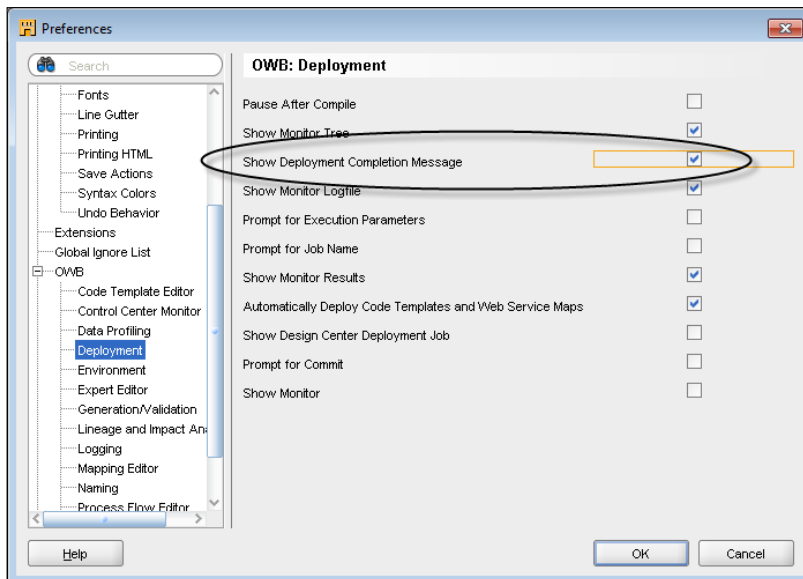 Preferences
Search
Fonts
Line Gutter
Printing
Printing HTML
Save Actions
Syntax Colors
Undo Behavior
Extensions
Global Ignore List
OWB
Code Template Editor
Control Center Monitor
Data Profiling
Deployment
Environment
Expert Editor
Generation/Validation
Lineage and Impact Ana
Logging
Mapping Editor
Naming
Process Flow Editor
OWB: Deployment
Pause After Compile
Show Monitor Tree
Show Deployment Completion Message
Show Monitor Logfile
Prompt for Execution Parameters
Prompt for Job Name
Show Monitor Results
Automatically Deploy Code Templates and Web Service Maps
Show Design Center Deployment Job
Prompt for Commit
Show Monitor
Help
OK
Cancel